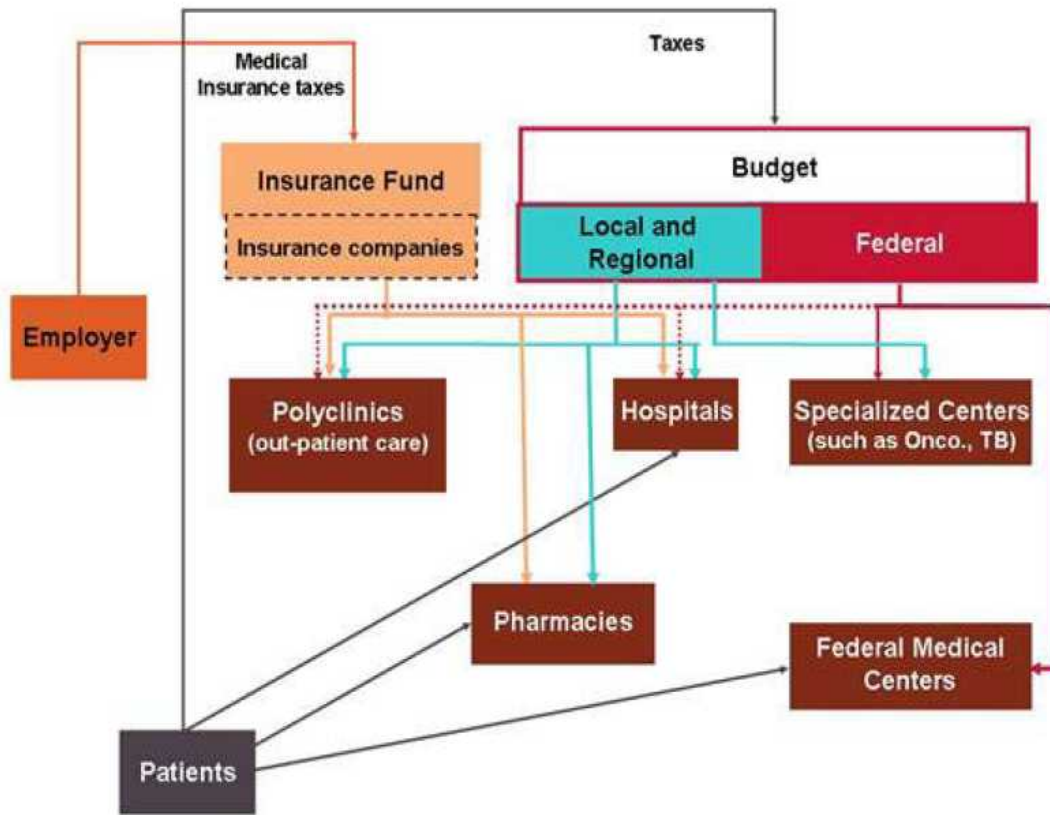 Taxes
Medical
Insurance taxes
Insurance Fund
Budget
Insurance companies
Local and
Regional
Federal
Employer
Polyclinics
(out-patient care)
Hospitals
Specialized Centers
(such as Onco., TB)
Pharmacies
Federal Medical
Centers
Patients